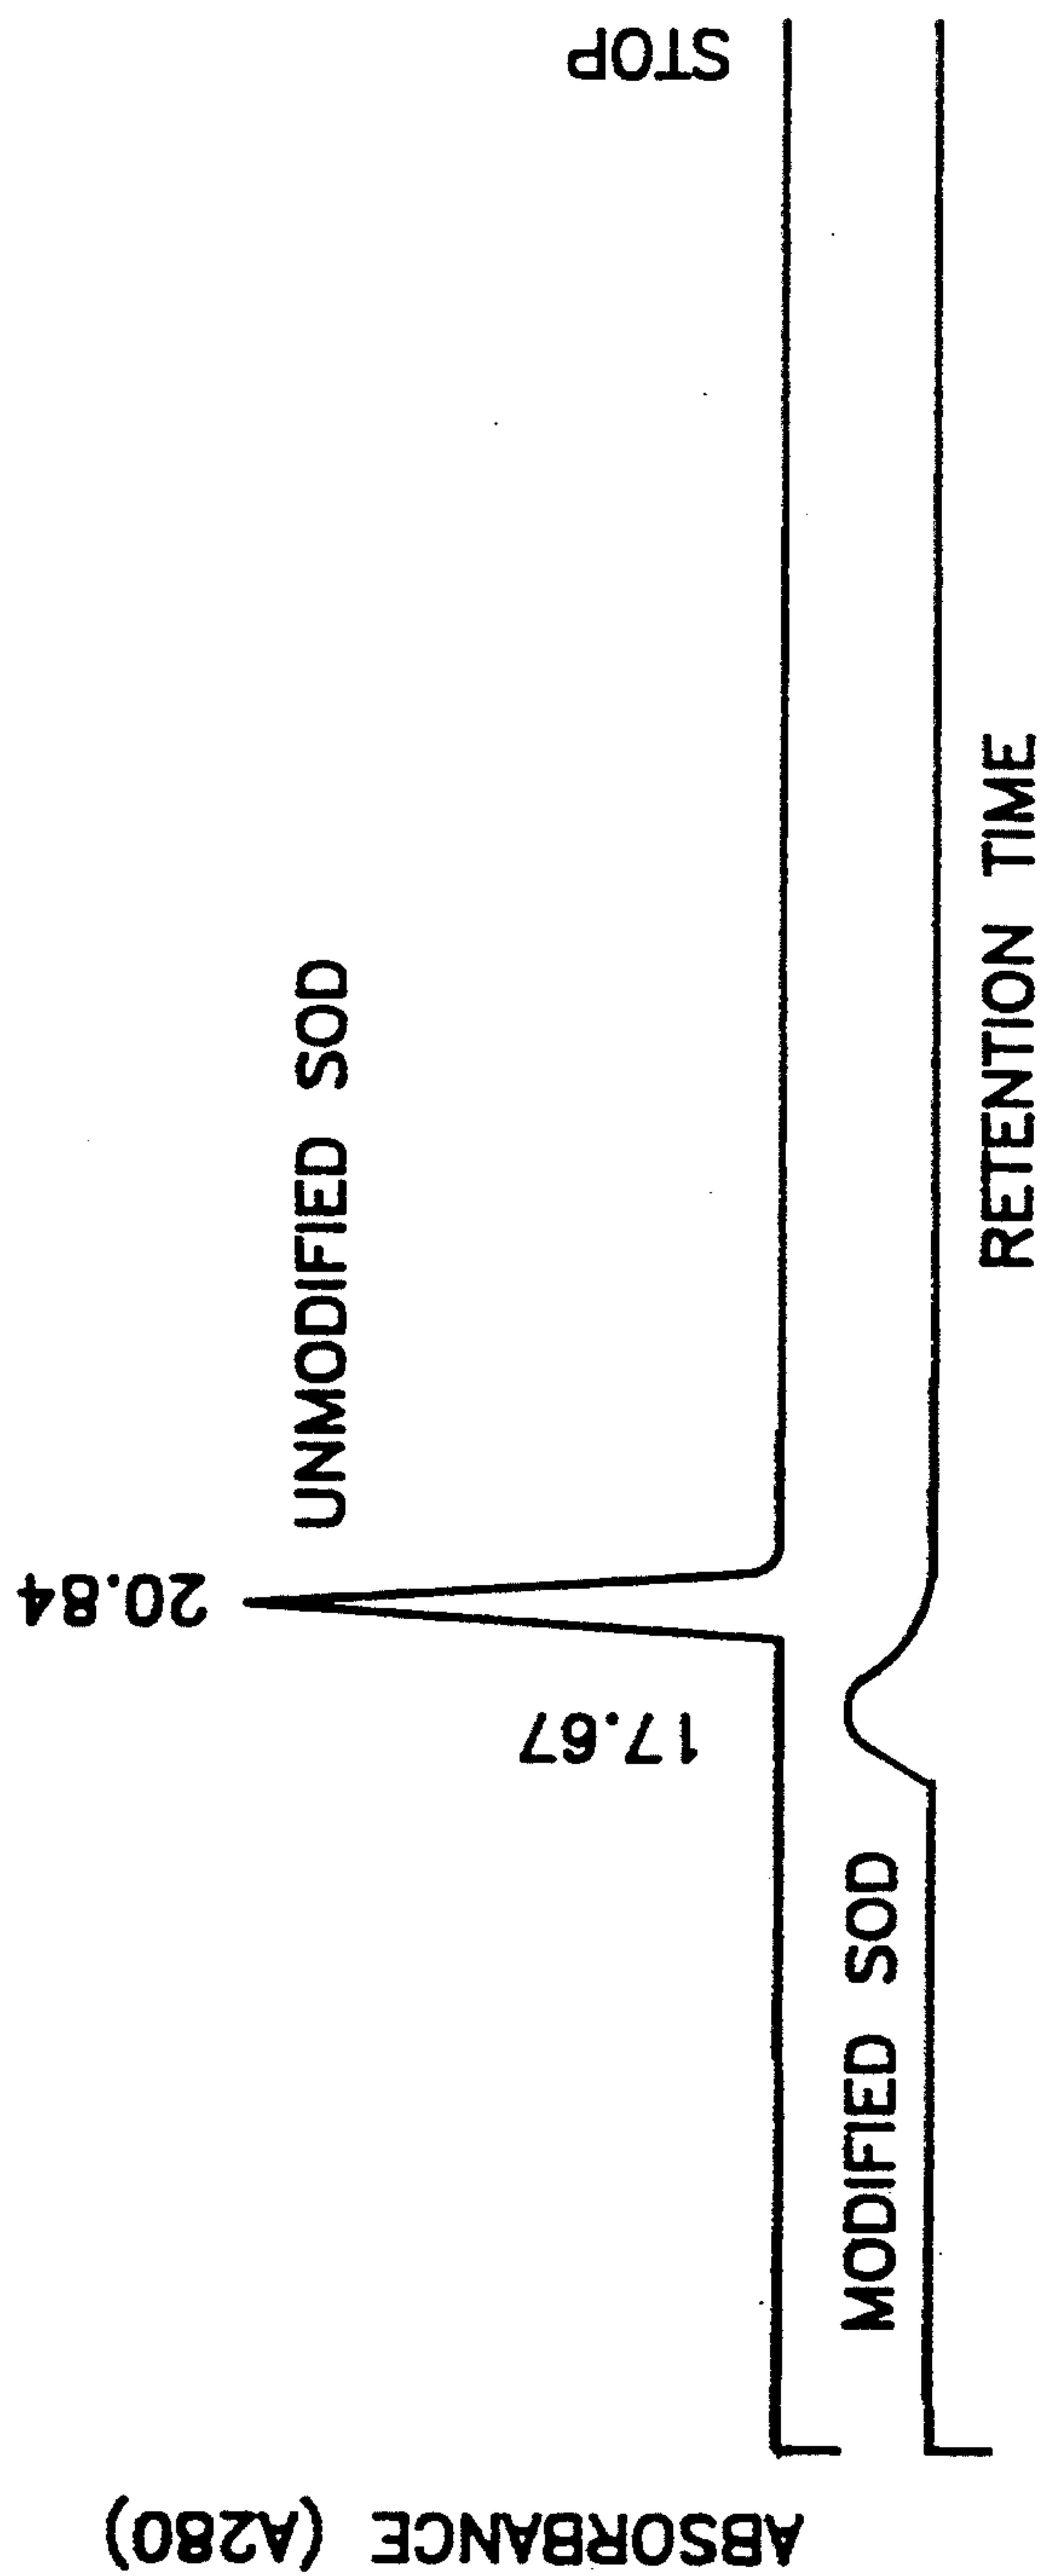 ABSORBANCE (A280)
20.84
UNMODIFIED SOD
17.67
STOP
MODIFIED SOD
RETENTION TIME